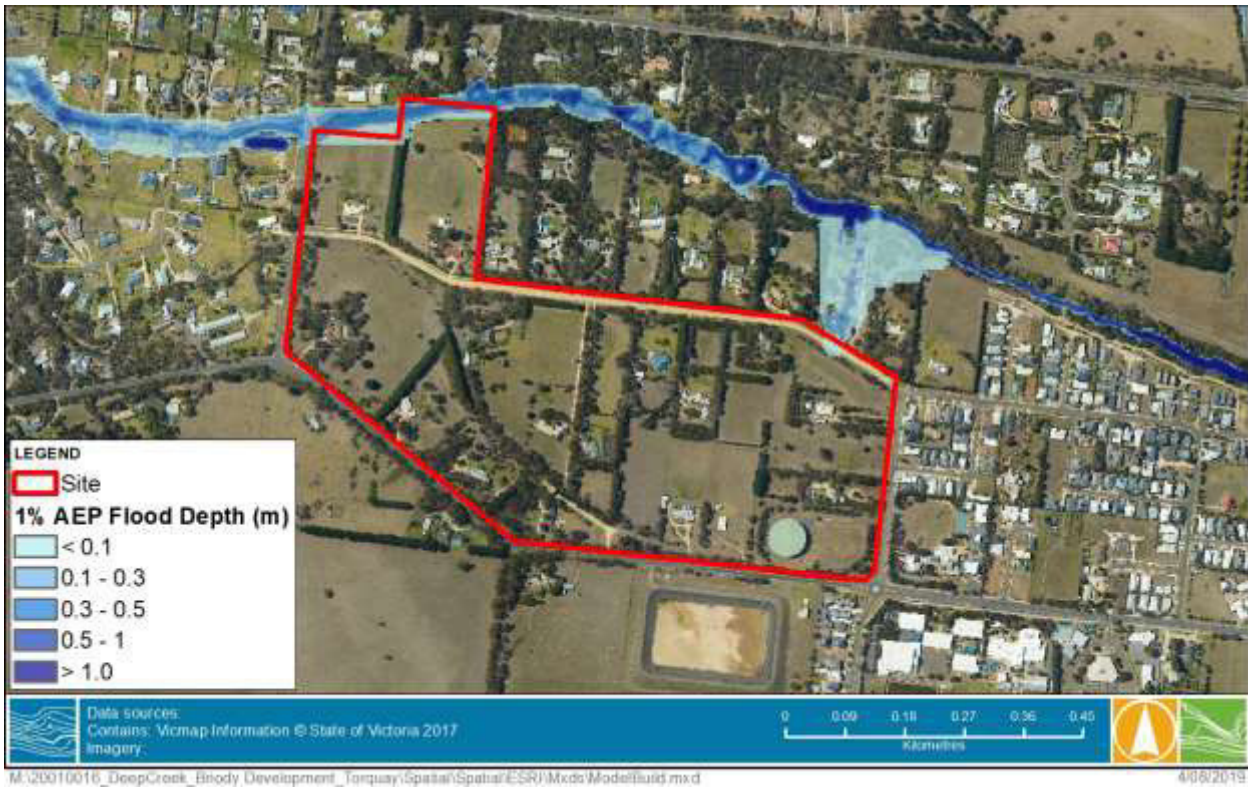 LEGEND
Site
1% AEP Flood Depth (m)
< 0.1
0.1 - 0.3
0.3 - 0.5
0.5 - 1
> 1.0
Data sources:
Contains: Vicmap Information © State of Victoria 2017
Imagery:
0 0.09 0.18 0.27 0.36 0.45
Kilometres
M:\20010016_DeepCreek_Briody_Development_Torquay\Spatial\Spatial\ESRI\Mxds\ModelBuild.mxd
4/08/2019